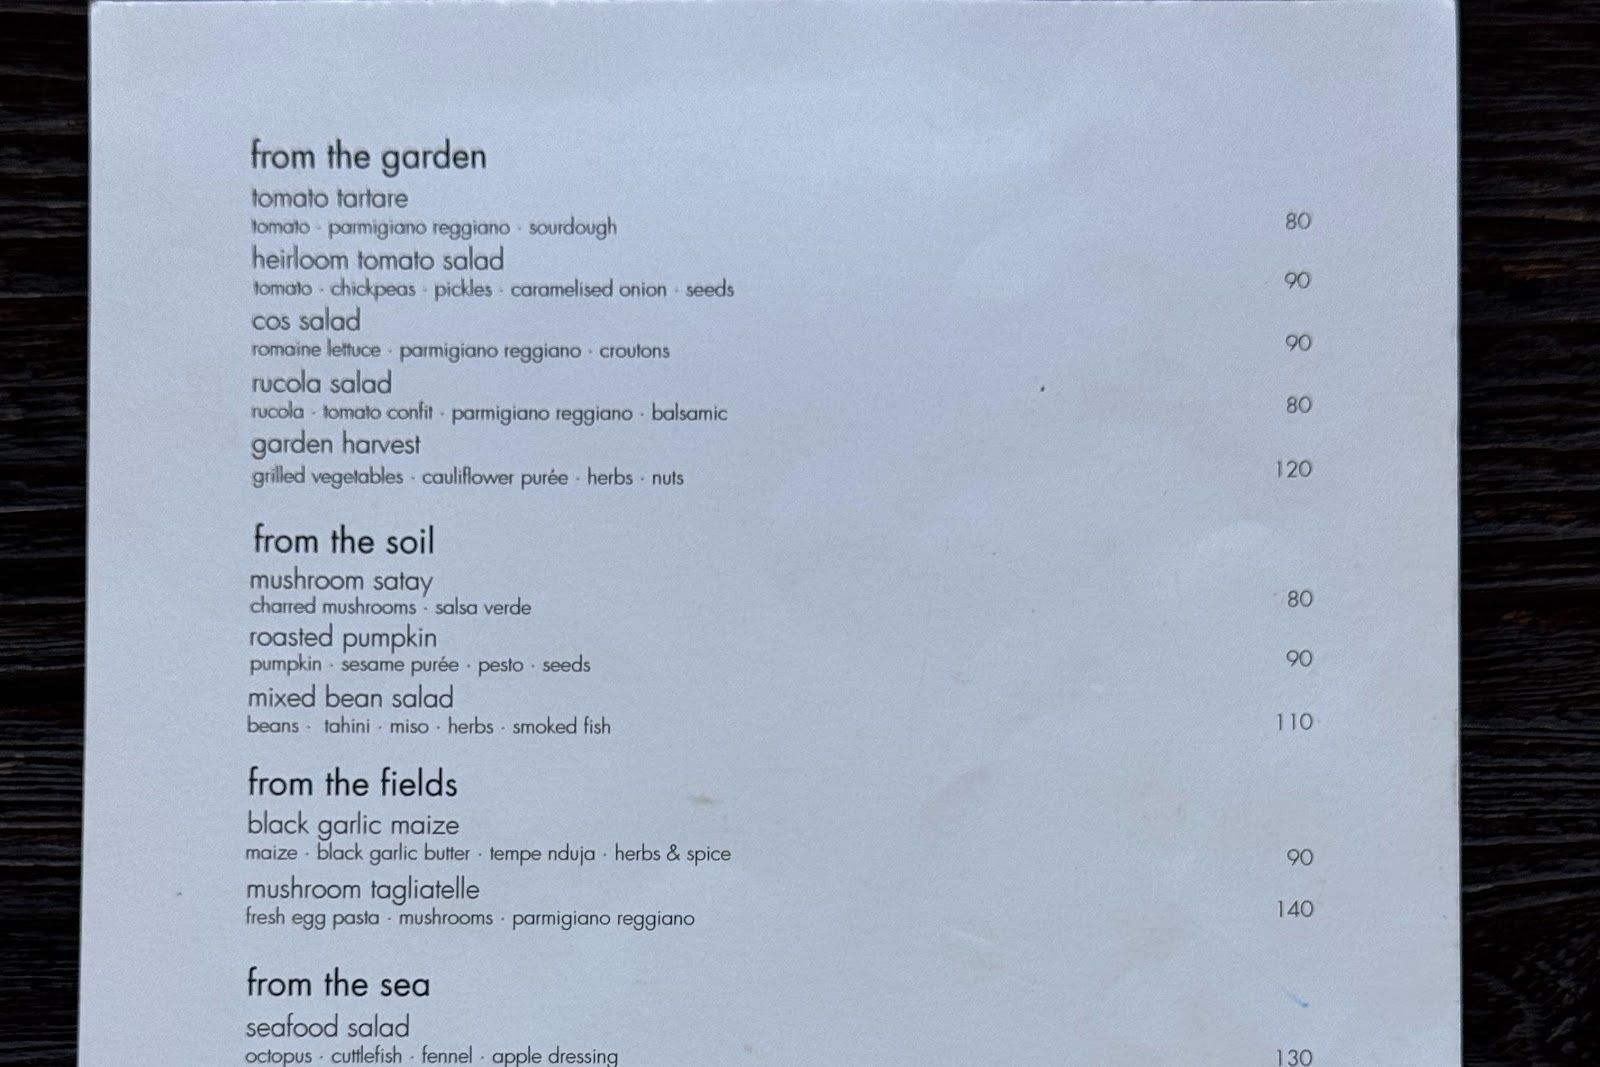 from the garden
tomato tartare
tomato · parmigiano reggiano · sourdough 80
heirloom tomato salad
tomato · chickpeas · pickles · caramelised onion · seeds 90
cos salad
romaine lettuce · parmigiano reggiano · croutons 90
rucola salad
rucola · tomato confit · parmigiano reggiano · balsamic 80
garden harvest
grilled vegetables · cauliflower purée · herbs · nuts 120
from the soil
mushroom satay
charred mushrooms · salsa verde 80
roasted pumpkin
pumpkin · sesame purée · pesto · seeds 90
mixed bean salad
beans · tahini · miso · herbs · smoked fish 110
from the fields
black garlic maize
maize · black garlic butter · tempe nduja · herbs & spice 90
mushroom tagliatelle
fresh egg pasta · mushrooms · parmigiano reggiano 140
from the sea
seafood salad
octopus · cuttlefish · fennel · apple dressing 130